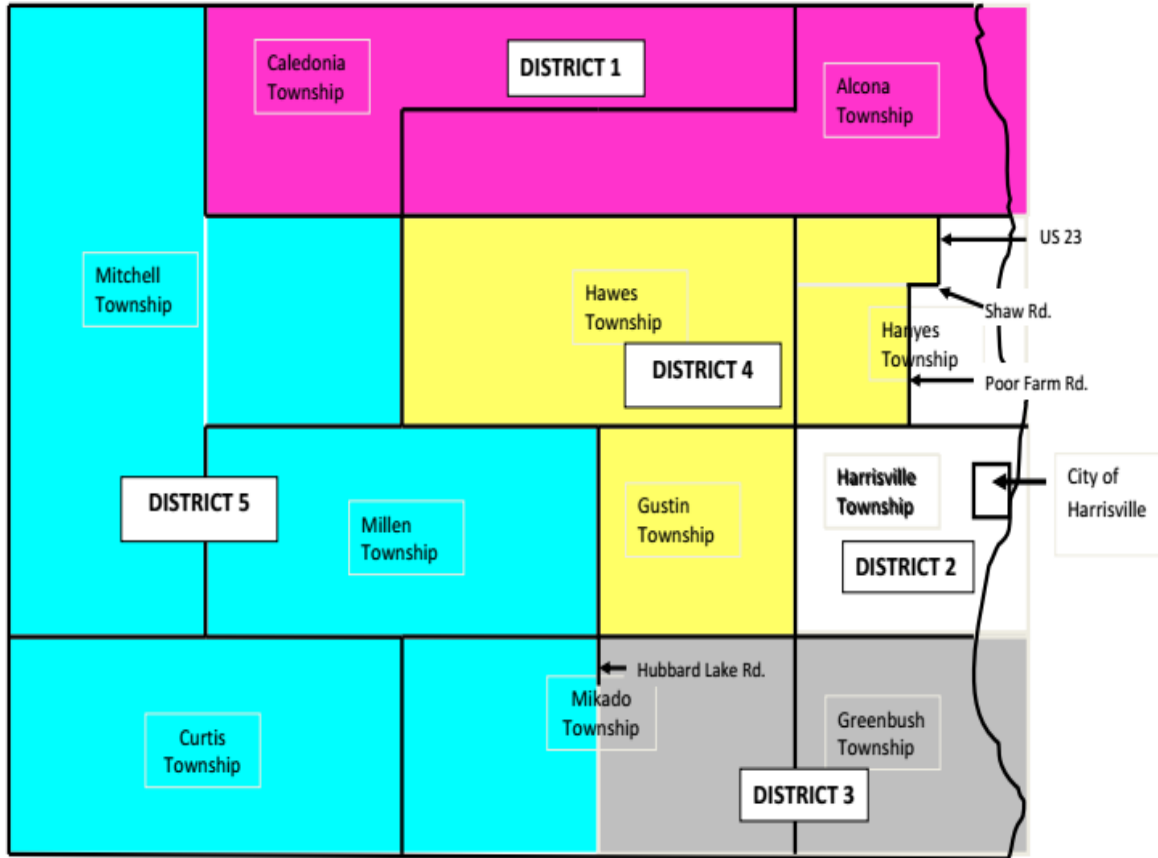 Caledonia
Township
DISTRICT 1
Alcona
Township
US 23
Mitchell
Township
Hawes
Township
Shaw Rd.
Hanyes
Township
DISTRICT 4
Poor Farm Rd.
DISTRICT 5
Millen
Township
Gustin
Township
Harrisville
Township
City of
Harrisville
DISTRICT 2
Hubbard Lake Rd.
Mikado
Township
Curtis
Township
Greenbush
Township
DISTRICT 3